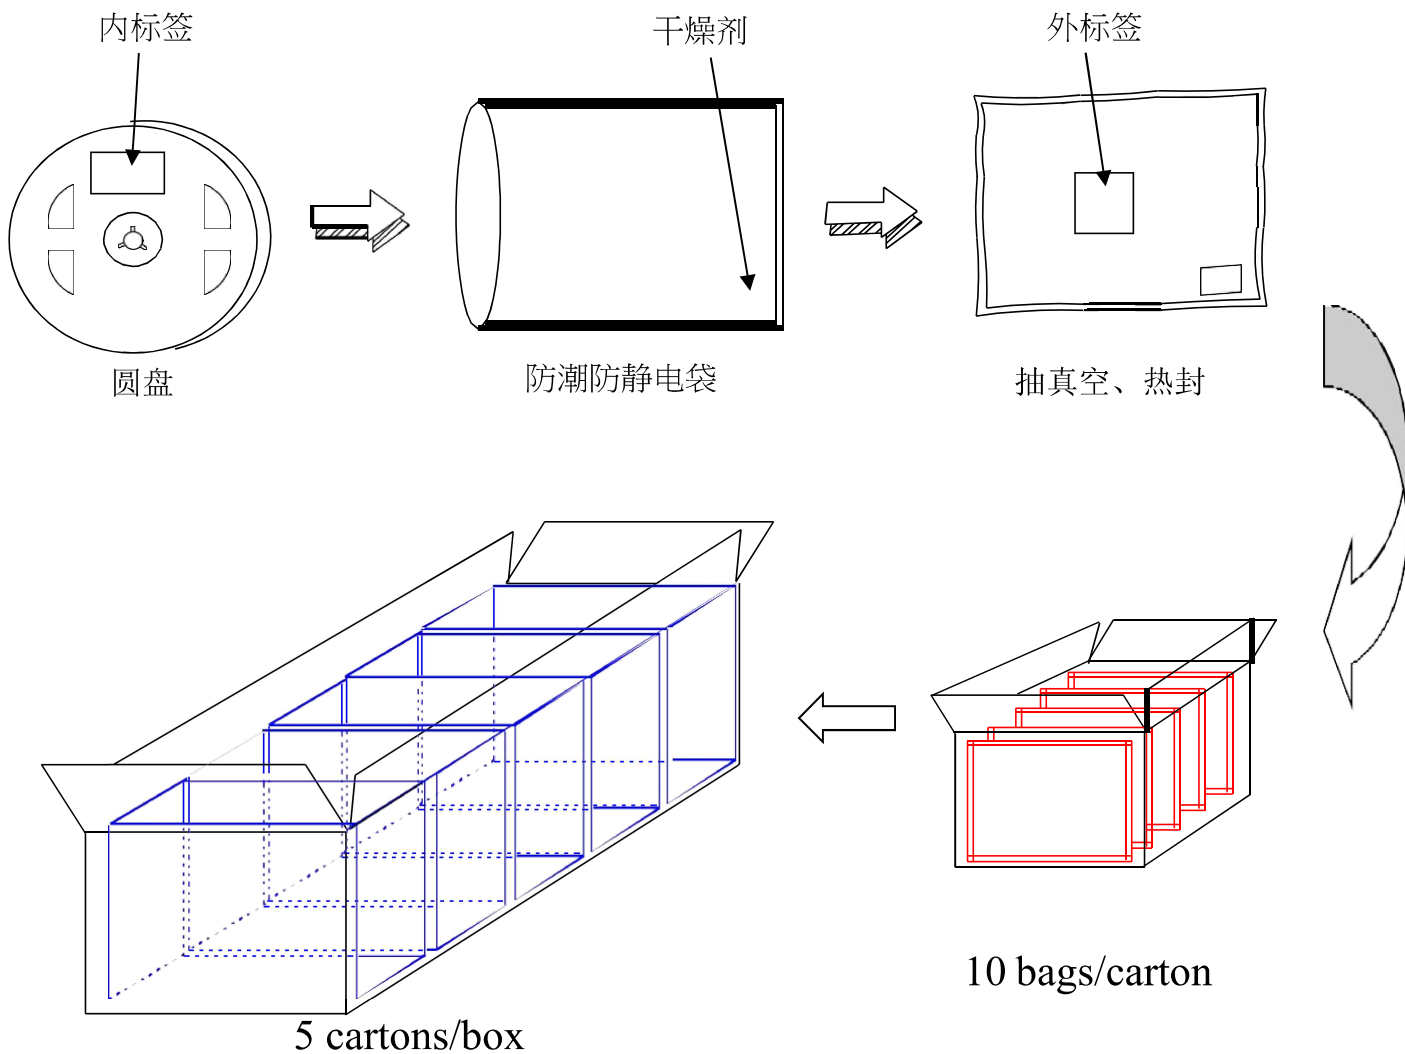 内标签
干燥剂
外标签
圆盘
防潮防静电袋
抽真空、热封
10 bags/carton
5 cartons/box